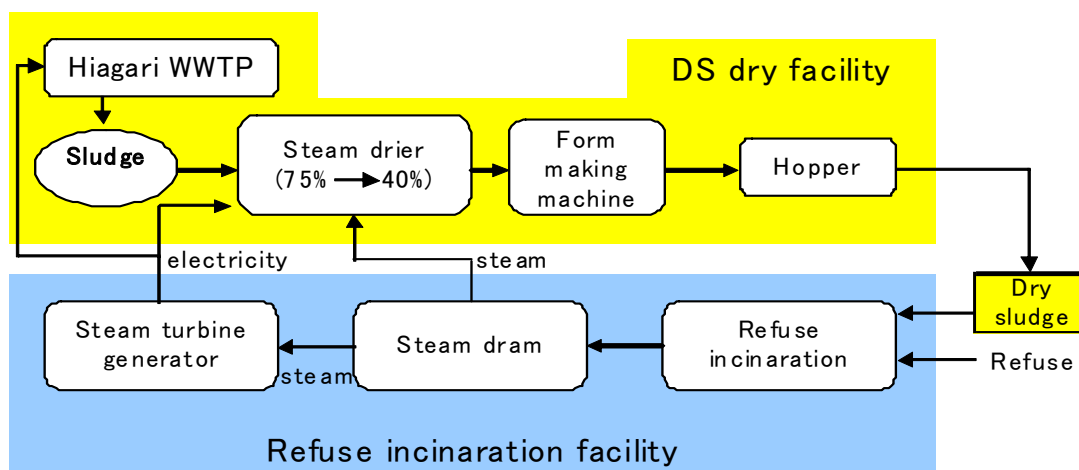 Hiagari WWTP
DS dry facility
Sludge
Steam drier
(75% → 40%)
Form
making
machine
Hopper
electricity
steam
Dry
sludge
Steam turbine
generator
steam
Steam dram
Refuse
incinaration
Refuse
Refuse incinaration facility